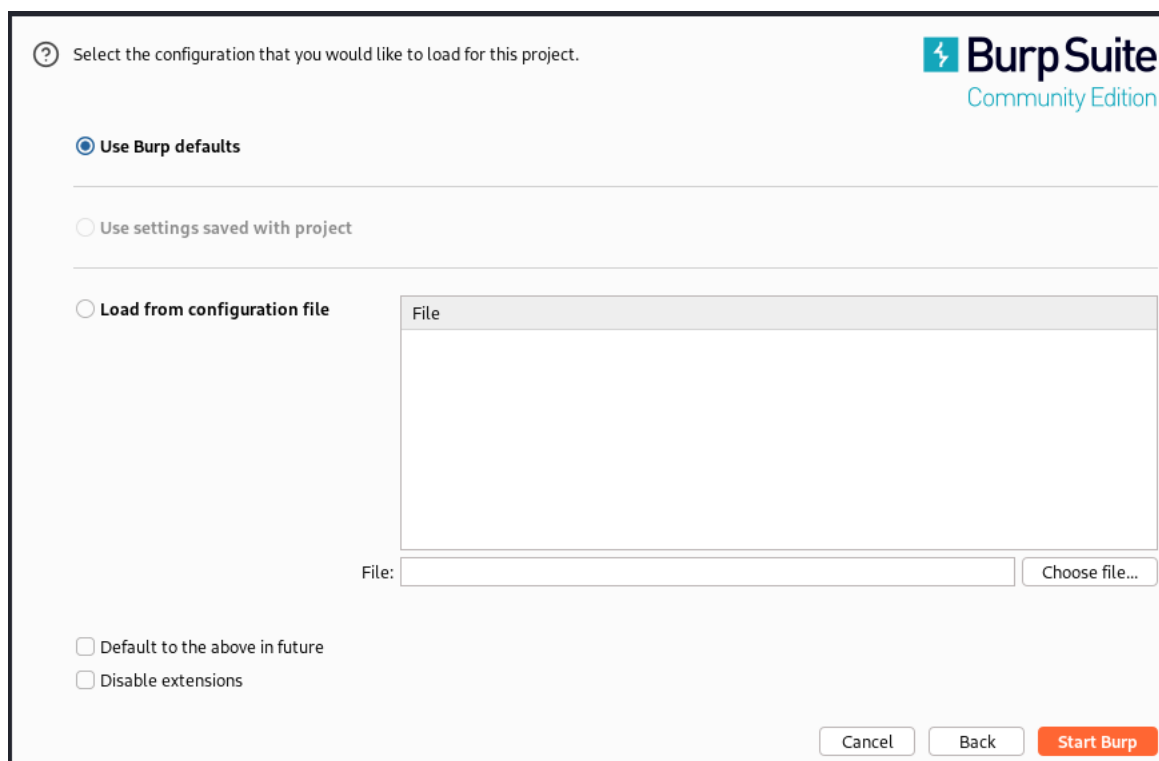 Select the configuration that you would like to load for this project.
Burp Suite
Community Edition
Use Burp defaults
Use settings saved with project
Load from configuration file
File
File:
Choose file...
Default to the above in future
Disable extensions
Cancel
Back
Start Burp